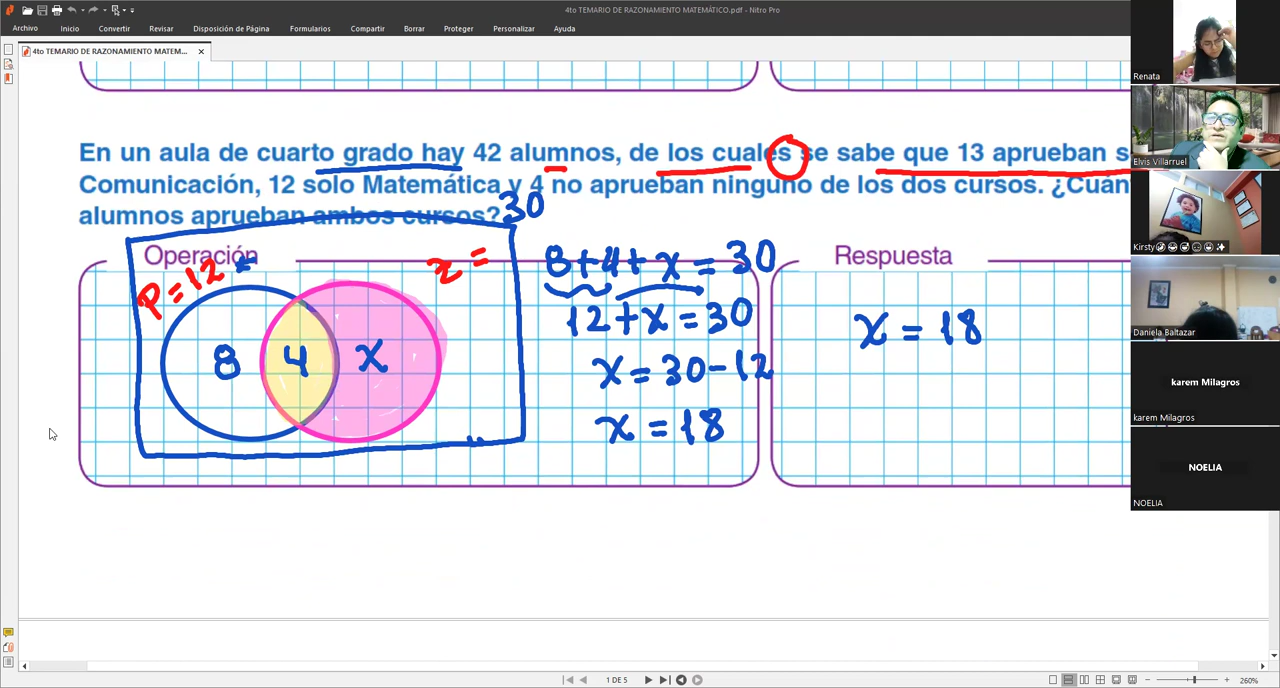 4to TEMARIO DE RAZONAMIENTO MATEMÁTICO.pdf - Nitro Pro
Archivo Inicio Convertir Revisar Disposición de Página Formularios Compartir Borrar Proteger Personalizar Ayuda
4to TEMARIO DE RAZONAMIENTO MATEM...
En un aula de cuarto grado hay 42 alumnos, de los cuales se sabe que 13 aprueban
Comunicación, 12 solo Matemática y 4 no aprueban ninguno de los dos cursos.
alumnos aprueban ambos cursos?
30
Operación
P=12
x =
8 4 x
8+4+x=30
12+x=30
x=30-12
x=18
Respuesta
x=18
Renata
Elvis Villarruel
Kirsty
Daniela Baltazar
karem Milagros
karem Milagros
NOELIA
NOELIA
1 DE 5
260%